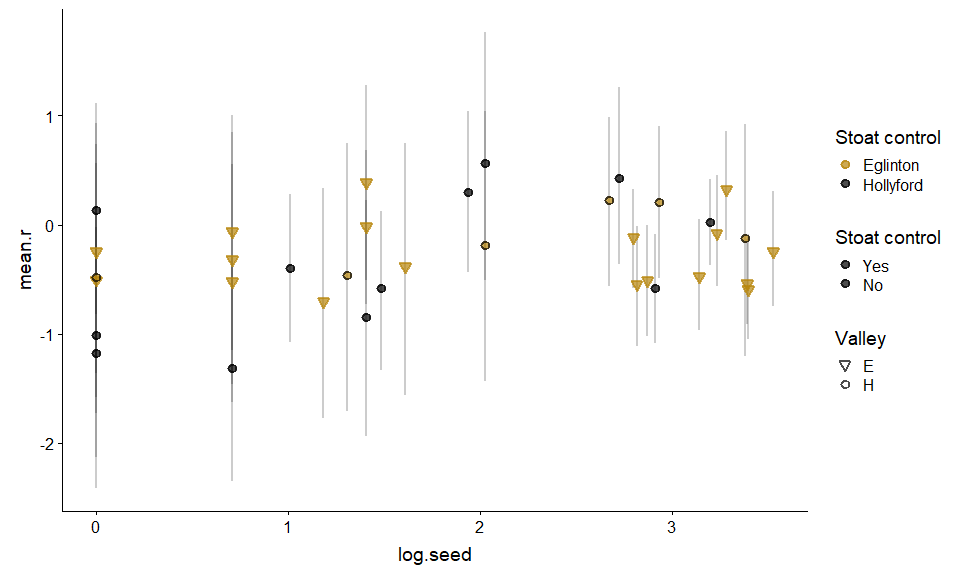 1
0
-1
-2
mean.r
0
1
2
3
log.seed
Stoat control
Eglinton
Hollyford
Stoat control
Yes
No
Valley
E
H